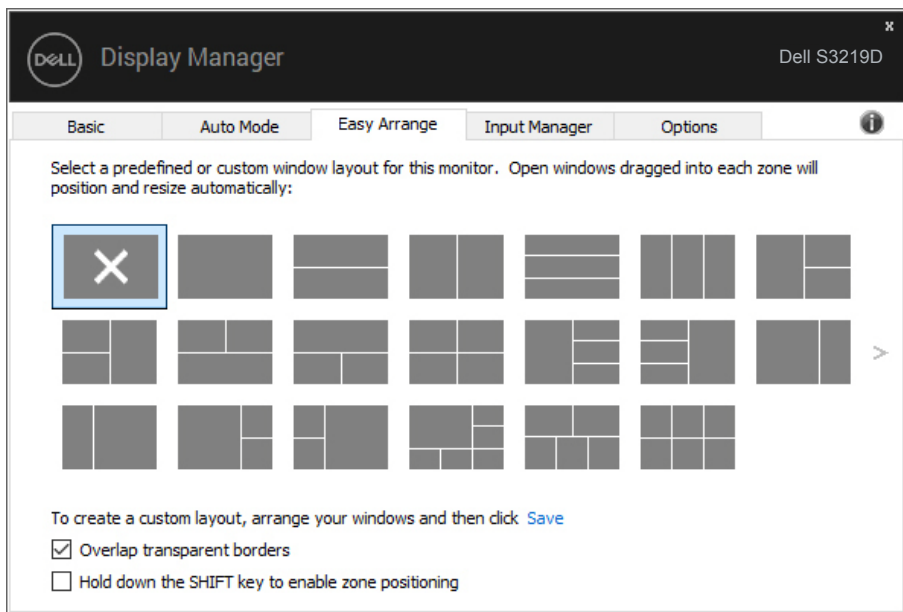 DELL Display Manager
x
Dell S3219D
Basic Auto Mode Easy Arrange Input Manager Options
Select a predefined or custom window layout for this monitor. Open windows dragged into each zone will
position and resize automatically:
>
To create a custom layout, arrange your windows and then click Save
Overlap transparent borders
Hold down the SHIFT key to enable zone positioning